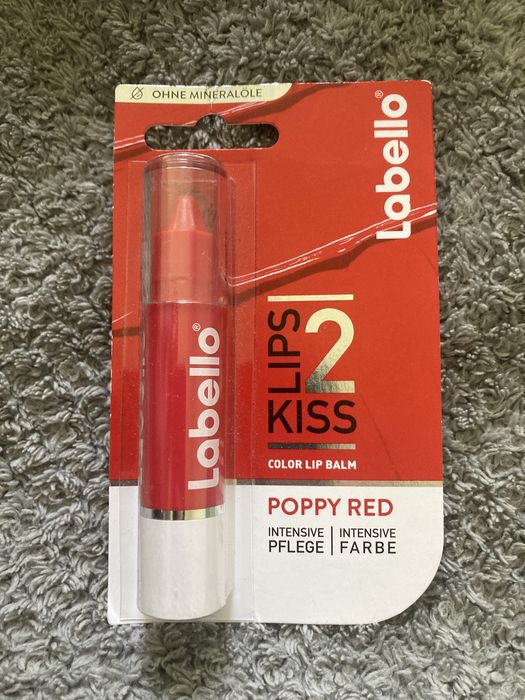 OHNE MINERALÖLE
Labello®
LIPS
2
KISS
COLOR LIP BALM
POPPY RED
INTENSIVE PFLEGE
INTENSIVE FARBE
Labello®